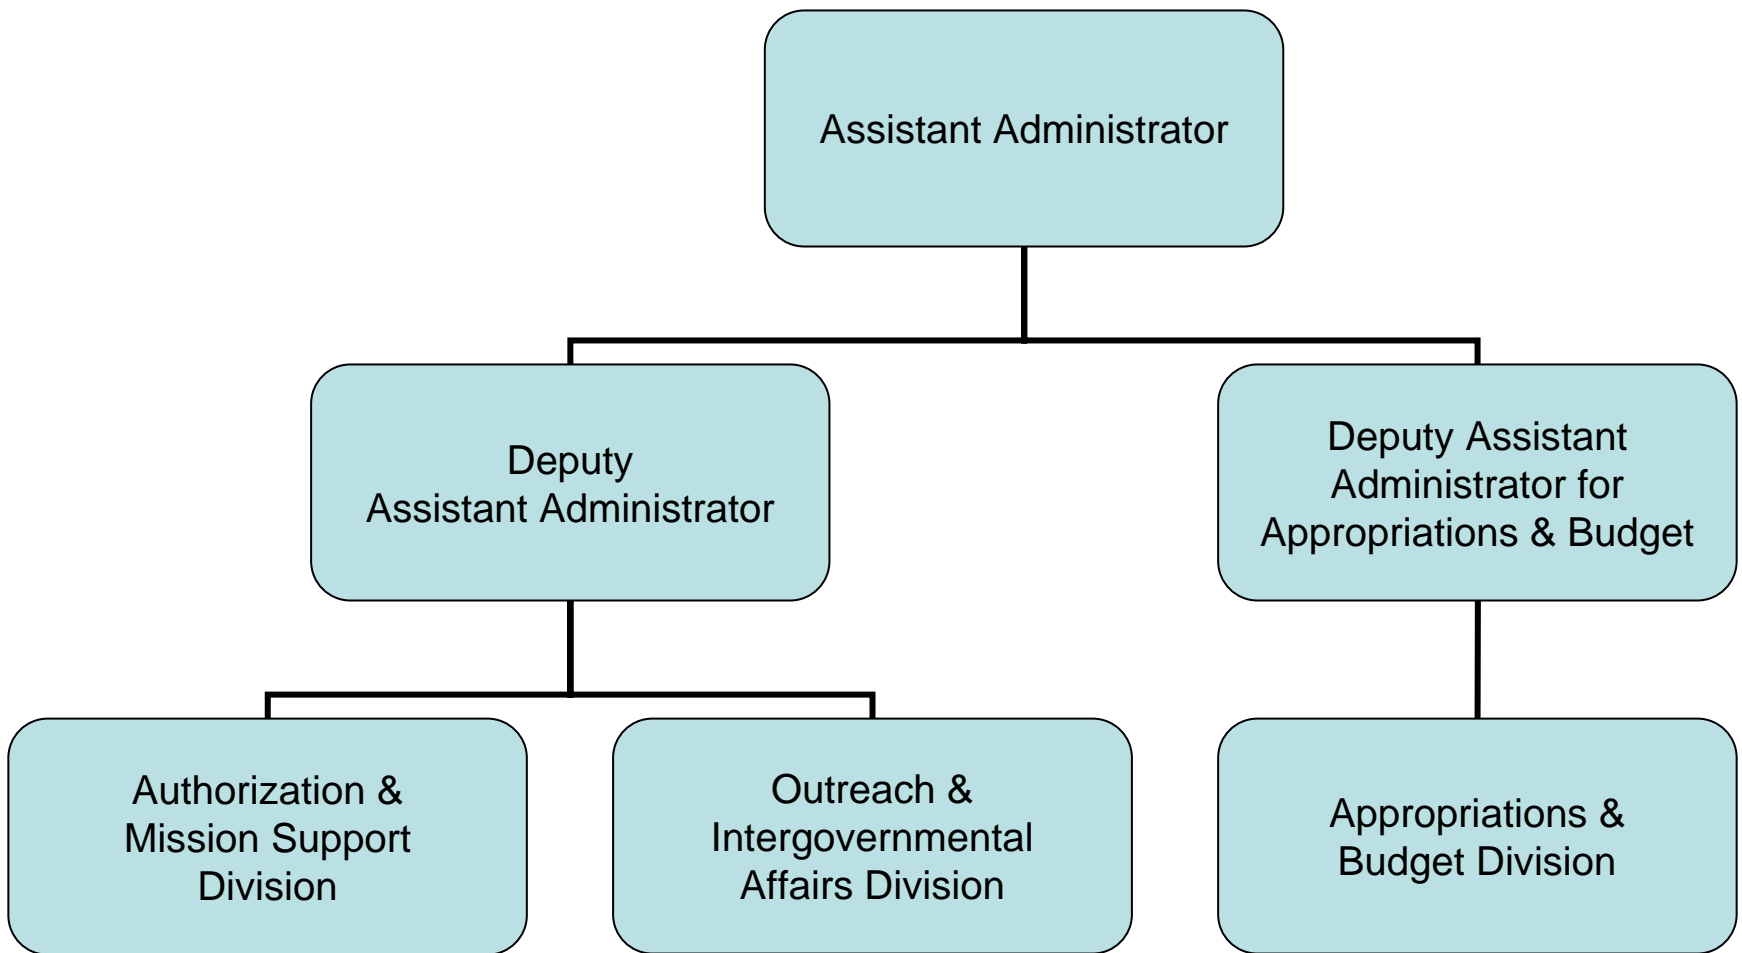 Assistant Administrator
Deputy
Assistant Administrator
Deputy Assistant
Administrator for
Appropriations & Budget
Authorization &
Mission Support
Division
Outreach &
Intergovernmental
Affairs Division
Appropriations &
Budget Division